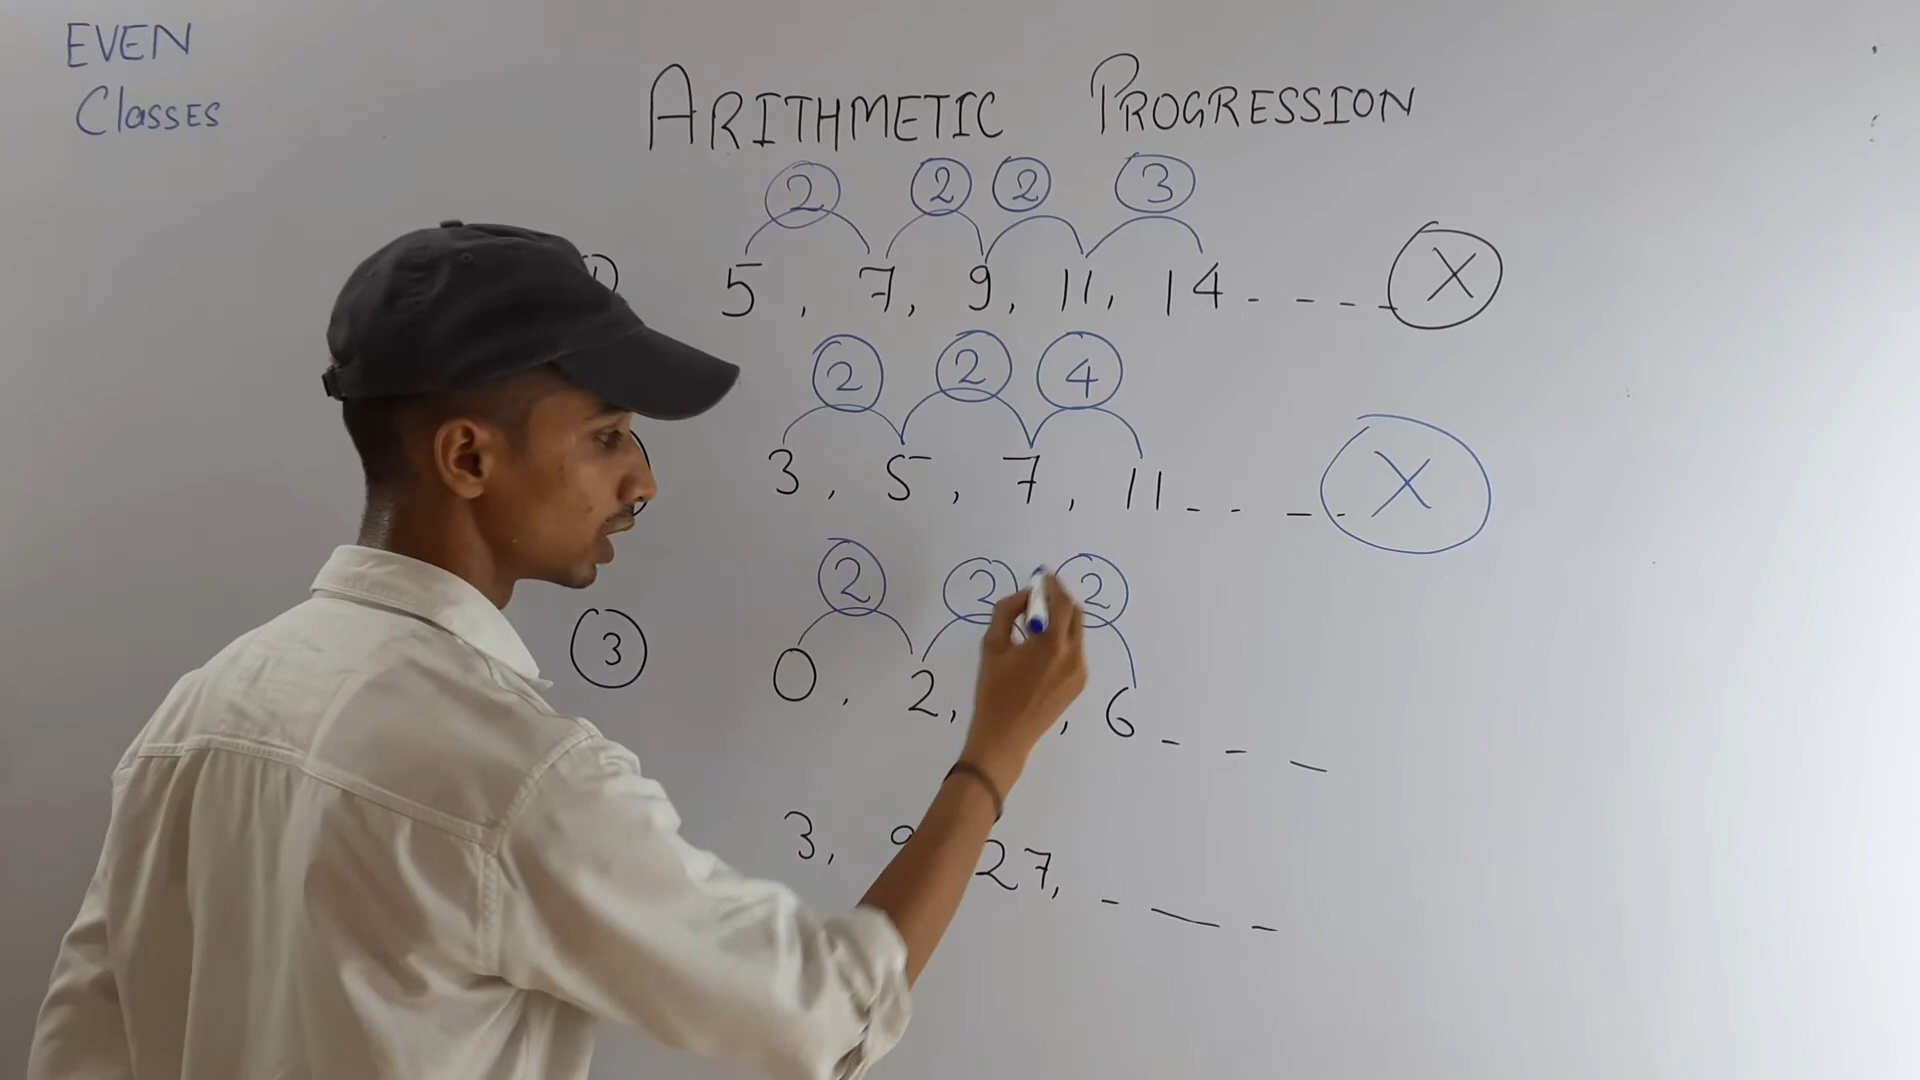 EVEN
Classes
ARITHMETIC PROGRESSION
2 2 2 3
5, 7, 9, 11, 14 - - - - X
2 2 4
3, 5, 7, 11 - - - - X
2 2 2
3 0, 2, , 6 - - -
3, 27, - - -